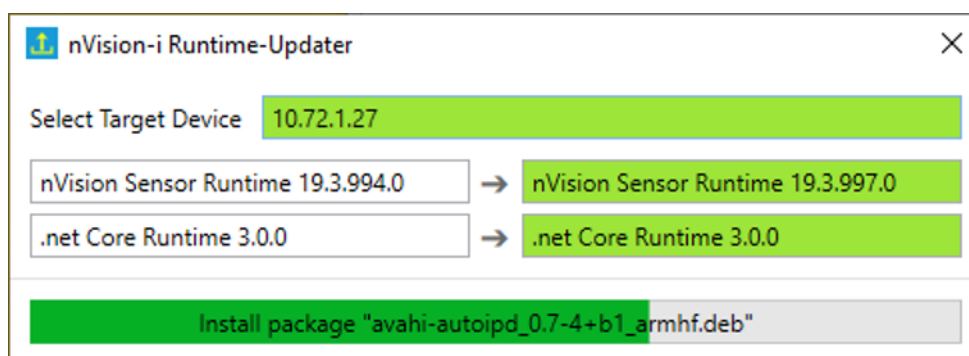 nVision-i Runtime-Updater
Select Target Device 10.72.1.27
nVision Sensor Runtime 19.3.994.0 → nVision Sensor Runtime 19.3.997.0
.net Core Runtime 3.0.0 → .net Core Runtime 3.0.0
Install package "avahi-autoipd_0.7-4+b1_armhf.deb"